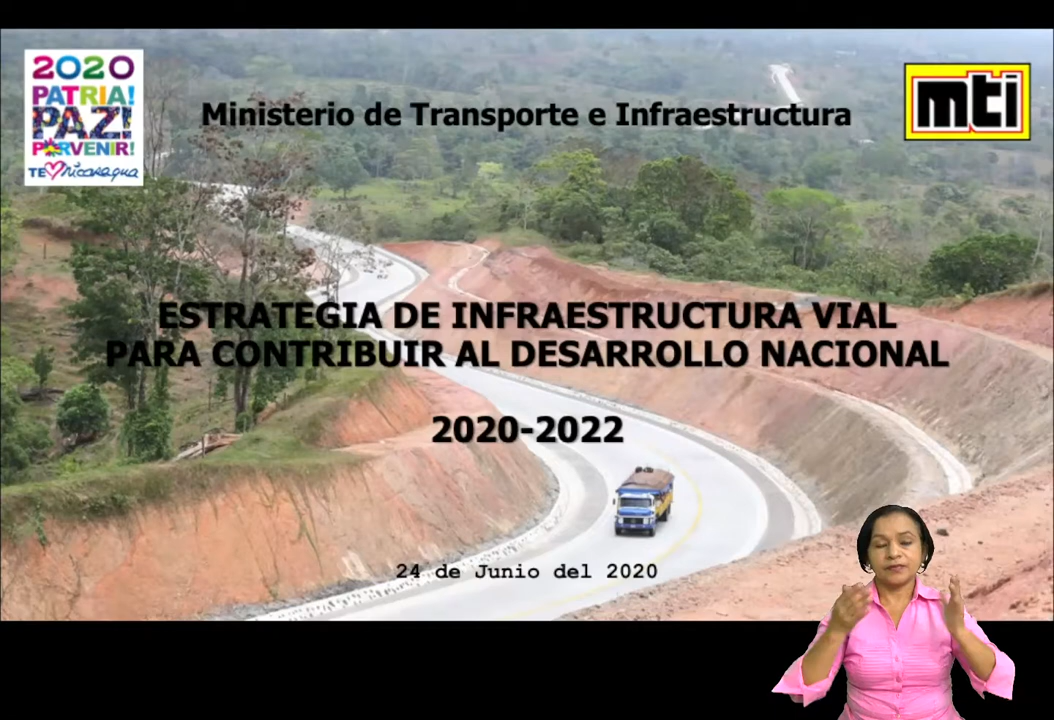 2020
PATRIA!
PAZ!
PORVENIR!
TE Nicaragua
Ministerio de Transporte e Infraestructura
mti
ESTRATEGIA DE INFRAESTRUCTURA VIAL
PARA CONTRIBUIR AL DESARROLLO NACIONAL
2020-2022
24 de Junio del 2020